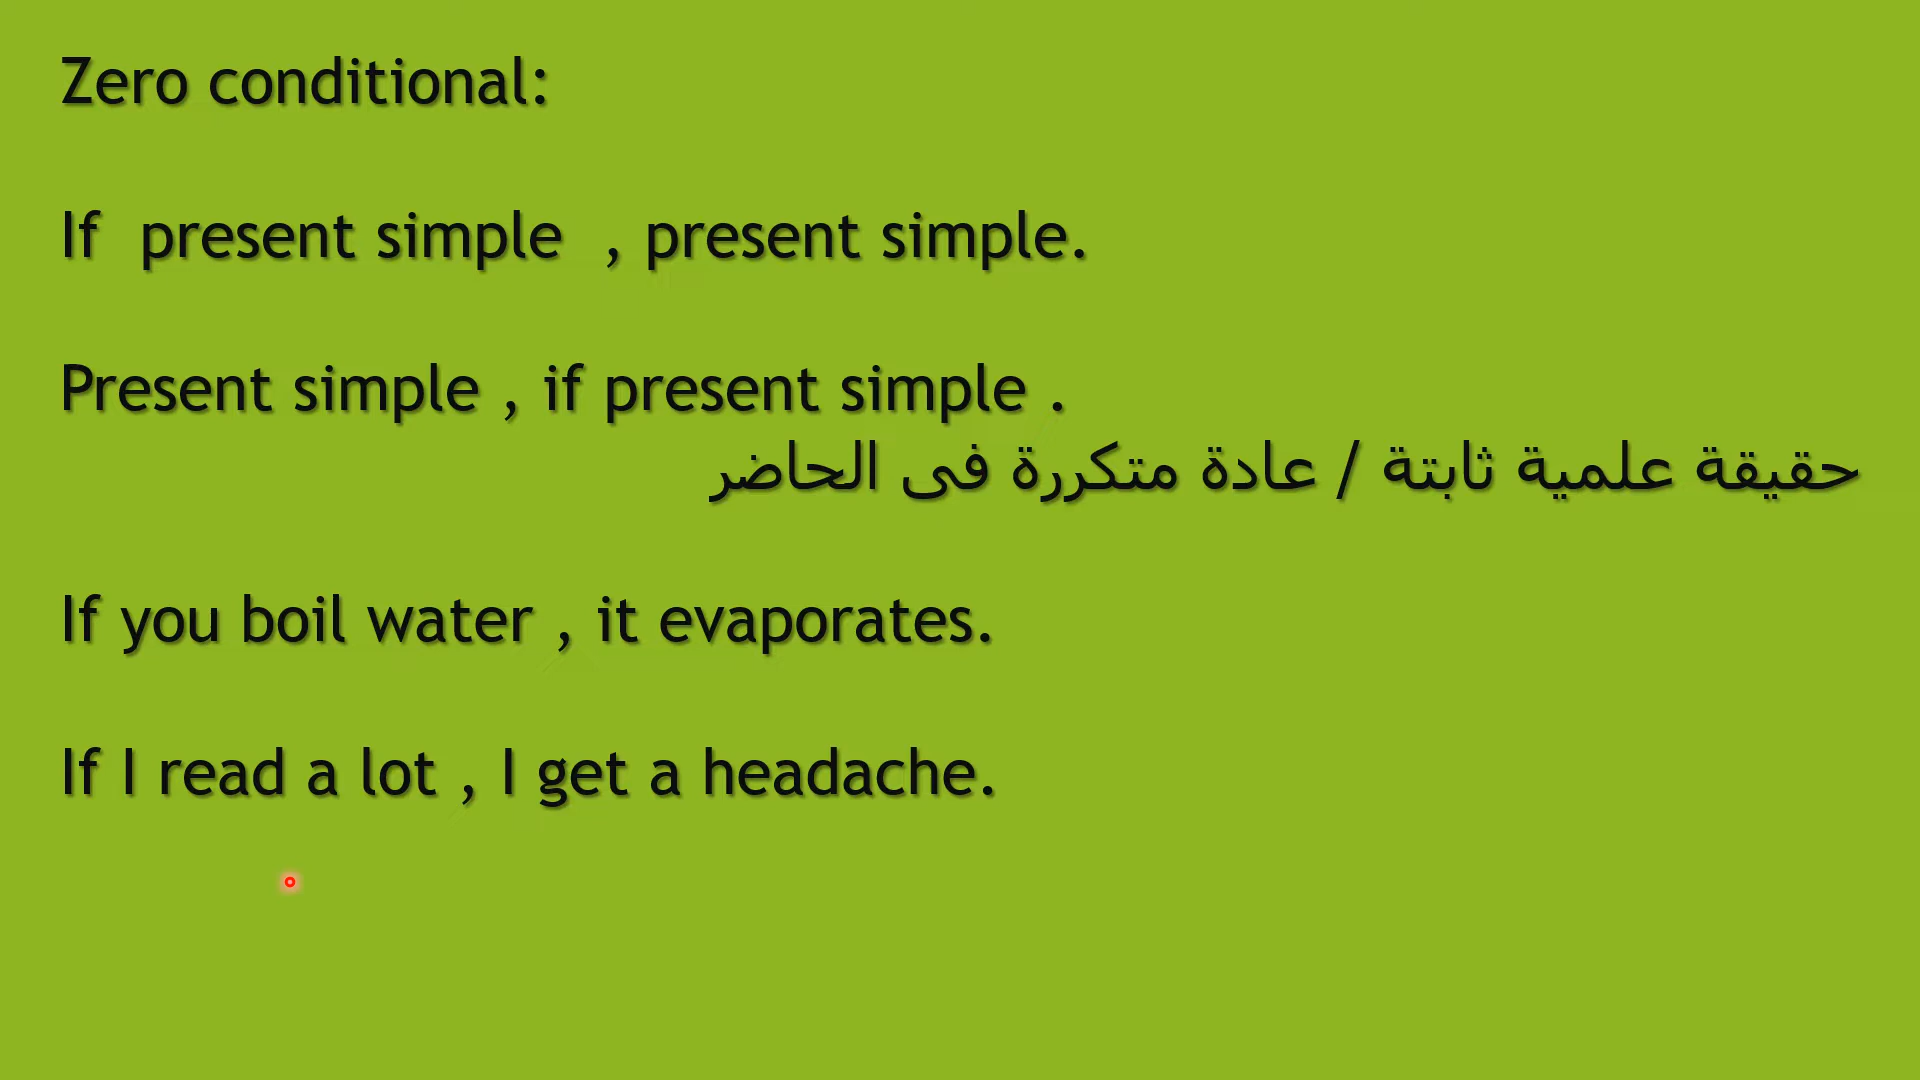 Zero conditional:
If present simple , present simple.
Present simple , if present simple .
حقيقة علمية ثابتة / عادة متكررة فى الحاضر
If you boil water , it evaporates.
If I read a lot , I get a headache.